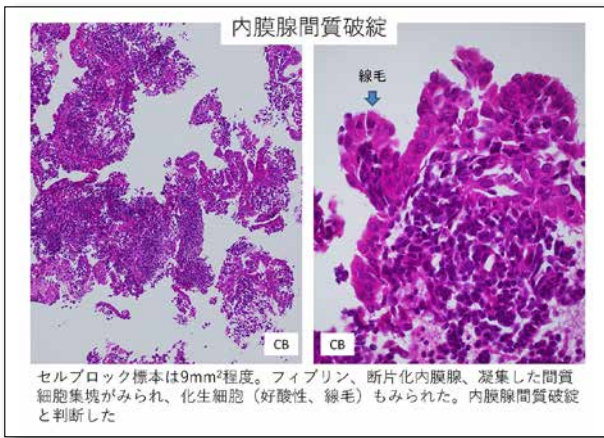 内膜腺間質破綻
線毛
CB
CB
セルブロック標本は9mm²程度。フィブリン、断片化内膜腺、凝集した間質
細胞集塊がみられ、化生細胞（好酸性、線毛）もみられた。内膜腺間質破綻
と判断した